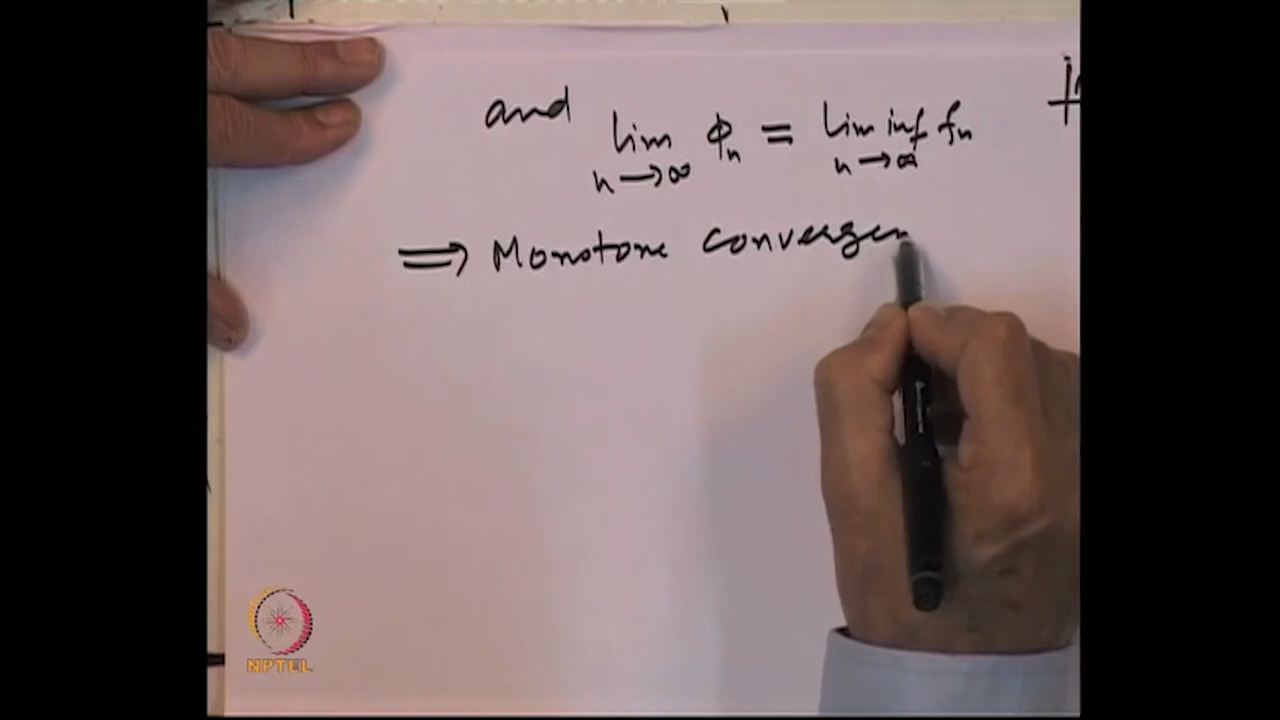 and lim n→∞ ϕn = lim inf n→∞ fn
⇒ Monotone convergen
NPTEL